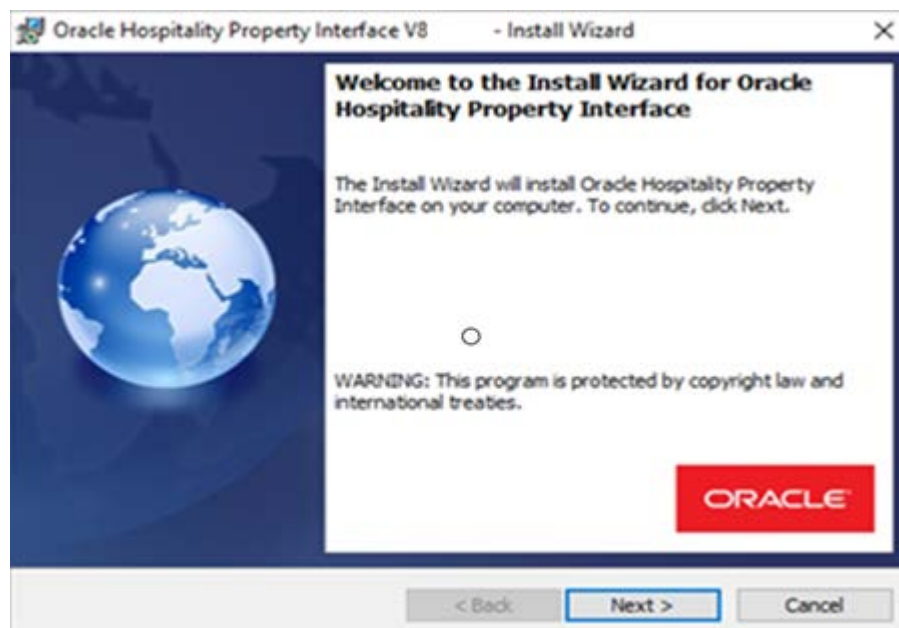 Oracle Hospitality Property Interface V8 - Install Wizard
Welcome to the Install Wizard for Oracle
Hospitality Property Interface
The Install Wizard will install Oracle Hospitality Property
Interface on your computer. To continue, click Next.
WARNING: This program is protected by copyright law and
international treaties.
ORACLE
< Back
Next >
Cancel